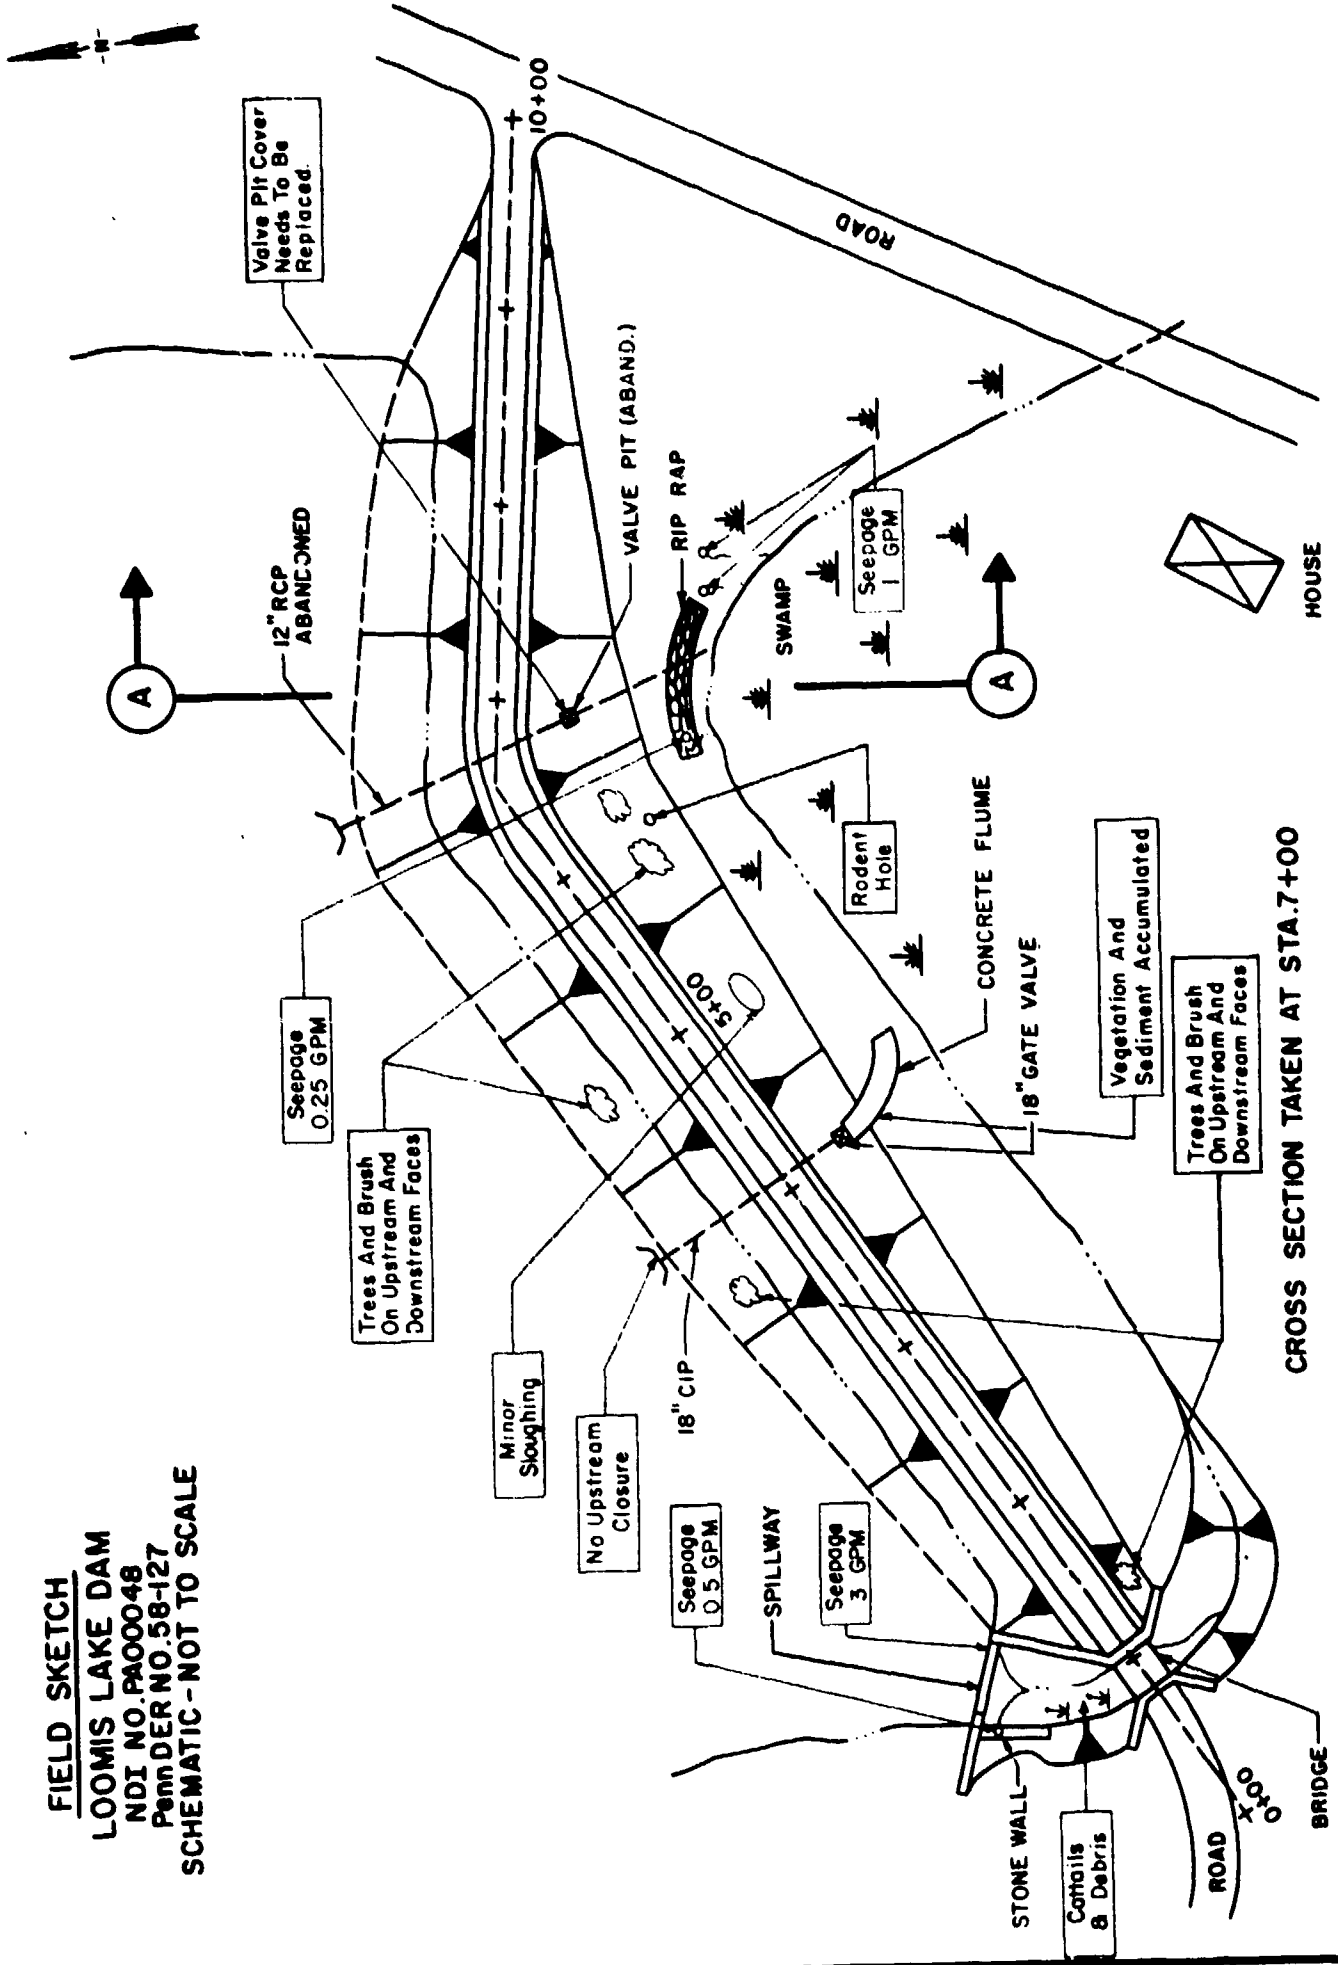 FIELD SKETCH
LOOMIS LAKE DAM
NDI NO. PA00048
PennDER NO. 58-127
SCHEMATIC - NOT TO SCALE
N
Valve Pit Cover
Needs To Be
Replaced.
10+00
12" RCP
ABANDONED
A
VALVE PIT (ABAND.)
RIP RAP
ROAD
Seepage
1 GPM
SWAMP
A
HOUSE
Seepage
0.25 GPM
Trees And Brush
On Upstream And
Downstream Faces
Minor
Sloughing
No Upstream
Closure
18" CIP
5+00
Rodent
Hole
CONCRETE FLUME
18" GATE VALVE
Vegetation And
Sediment Accumulated
Trees And Brush
On Upstream And
Downstream Faces
Seepage
0.5 GPM
SPILLWAY
Seepage
3 GPM
STONE WALL
Cattails
& Debris
ROAD
0+00
BRIDGE
CROSS SECTION TAKEN AT STA. 7+00